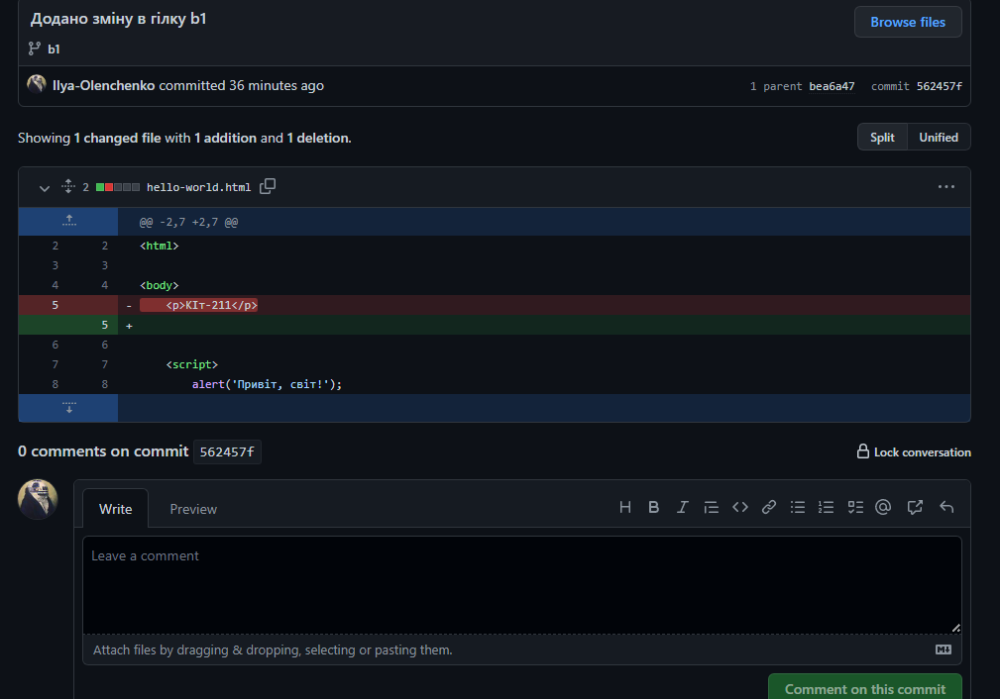 Додано зміну в гілку b1
Browse files
b1
Ilya-Olenchenko committed 36 minutes ago
1 parent bea6a47 commit 562457f
Showing 1 changed file with 1 addition and 1 deletion.
Split Unified
2 hello-world.html
@@ -2,7 +2,7 @@
2 2 <html>
3 3
4 4 <body>
5 - <p>КІт-211</p>
5 +
6 6
7 7 <script>
8 8 alert('Привіт, світ!');
0 comments on commit 562457f
Lock conversation
Write Preview
Leave a comment
Attach files by dragging & dropping, selecting or pasting them.
Comment on this commit